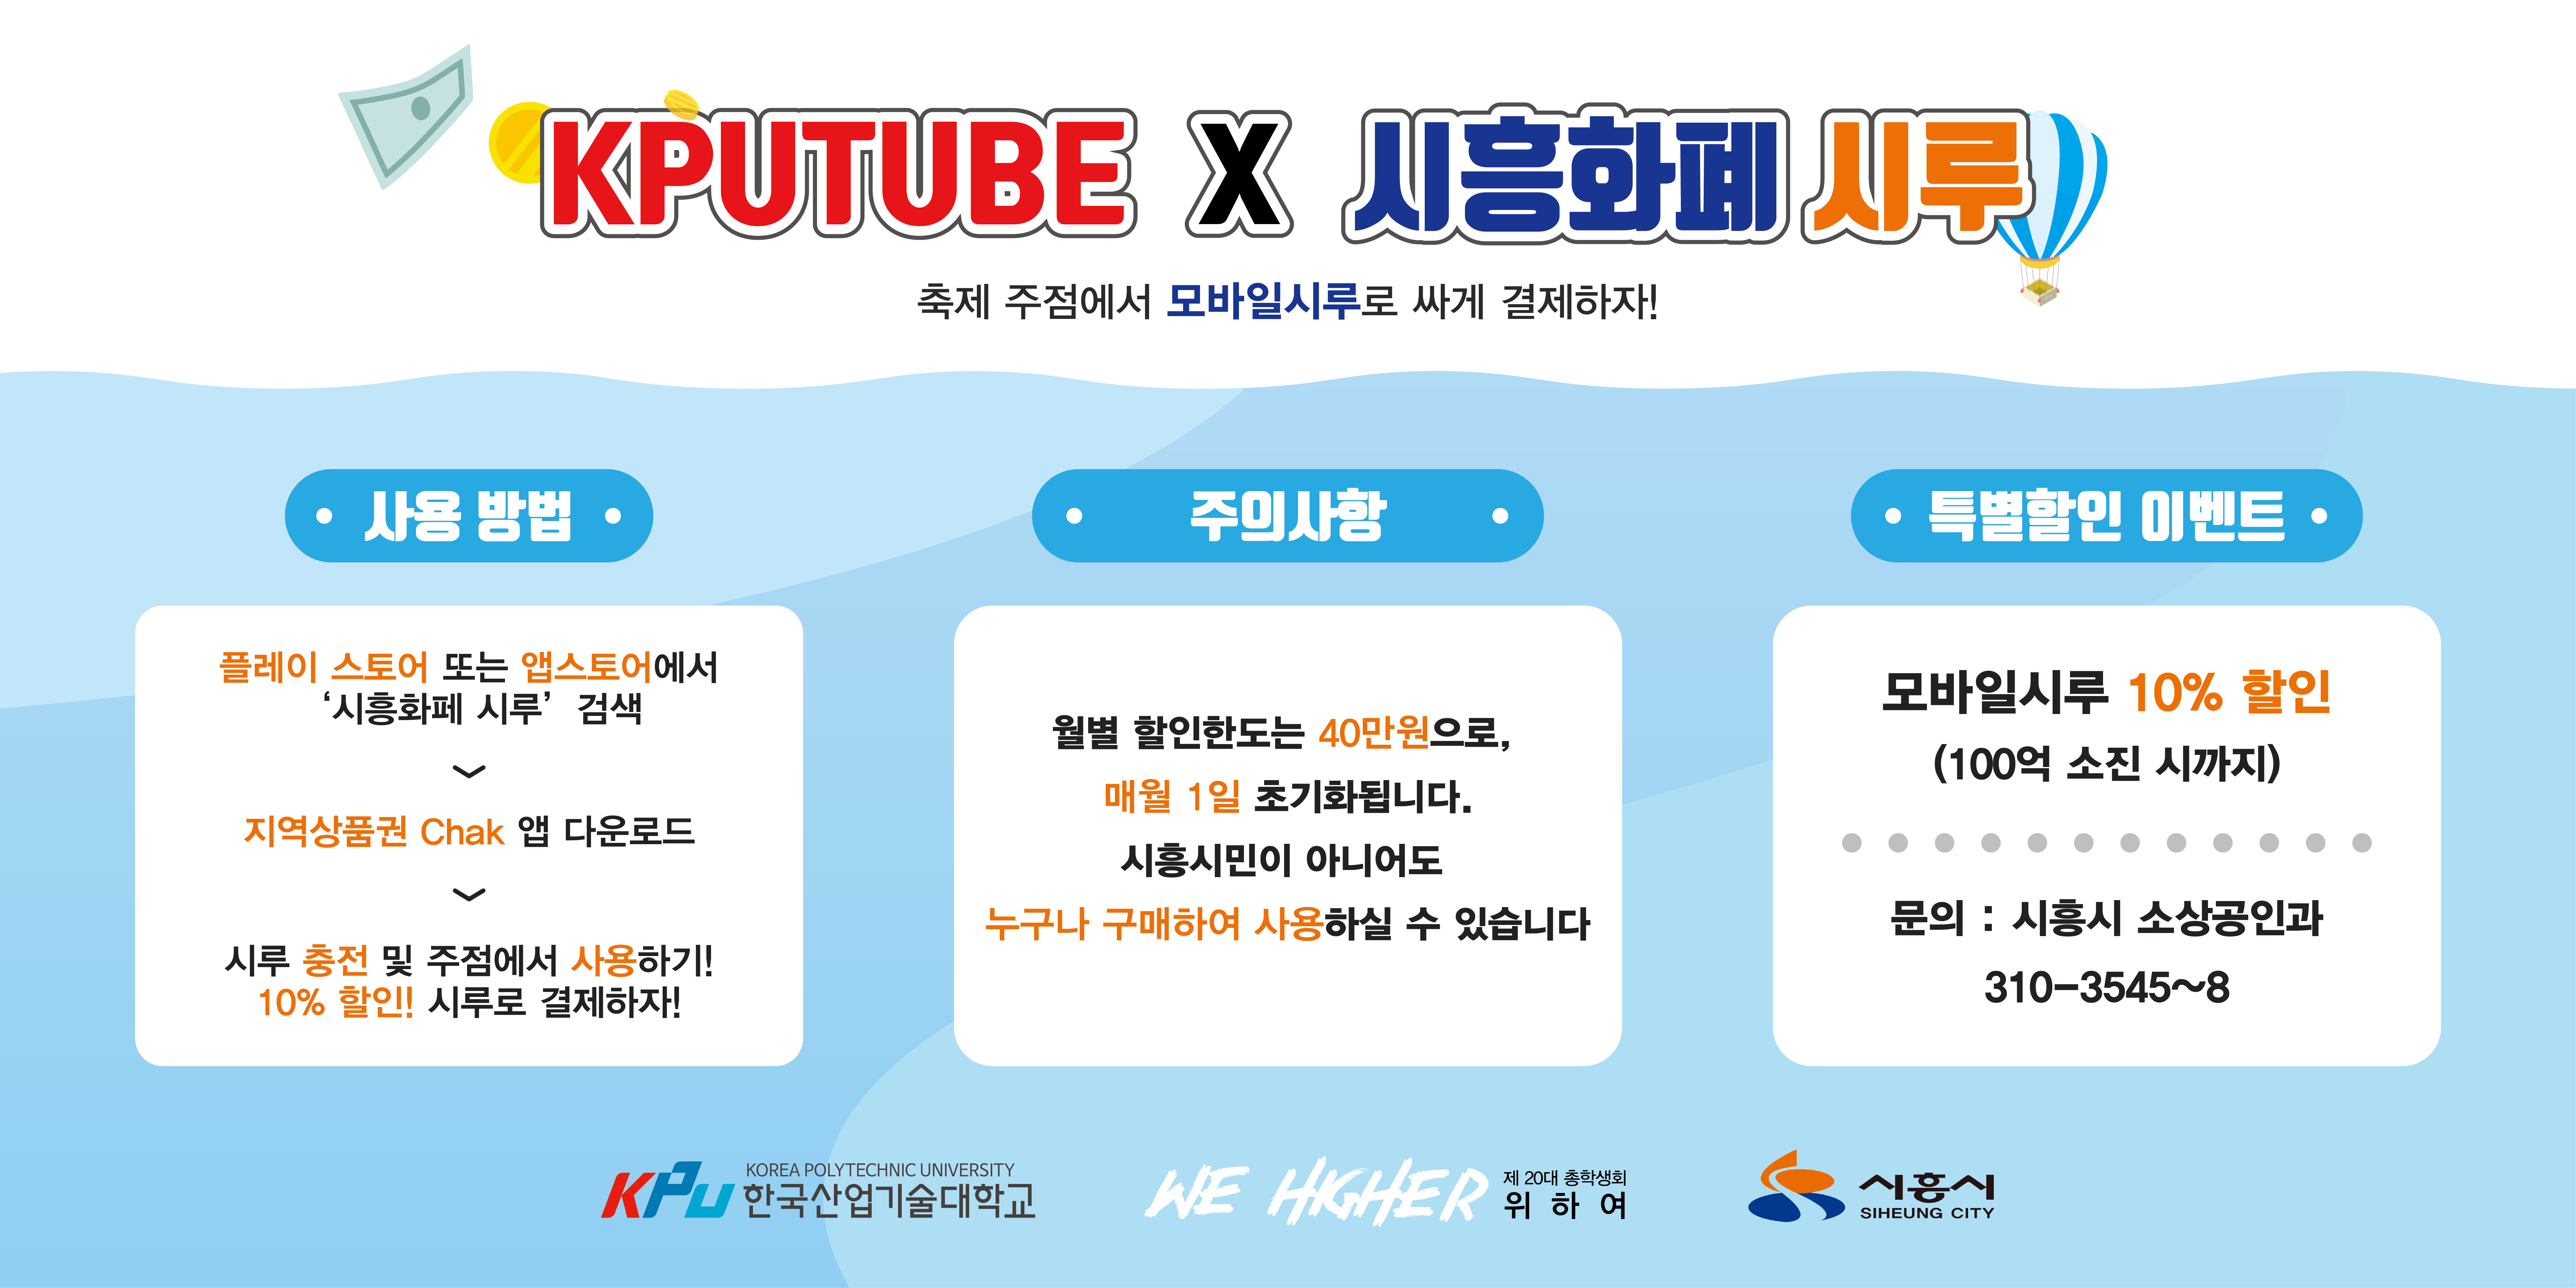 KPUTUBE X 시흥화폐 시루
축제 주점에서 모바일시루로 싸게 결제하자!
사용 방법
플레이 스토어 또는 앱스토어에서
‘시흥화페 시루’ 검색
지역상품권 Chak 앱 다운로드
시루 충전 및 주점에서 사용하기!
10% 할인! 시루로 결제하자!
주의사항
월별 할인한도는 40만원으로,
매월 1일 초기화됩니다.
시흥시민이 아니어도
누구나 구매하여 사용하실 수 있습니다
특별할인 이벤트
모바일시루 10% 할인
(100억 소진 시까지)
문의 : 시흥시 소상공인과
310-3545~8
KPU
KOREA POLYTECHNIC UNIVERSITY
한국산업기술대학교
WE HIGHER
제 20대 총학생회
위 하 여
시흥시
SIHEUNG CITY